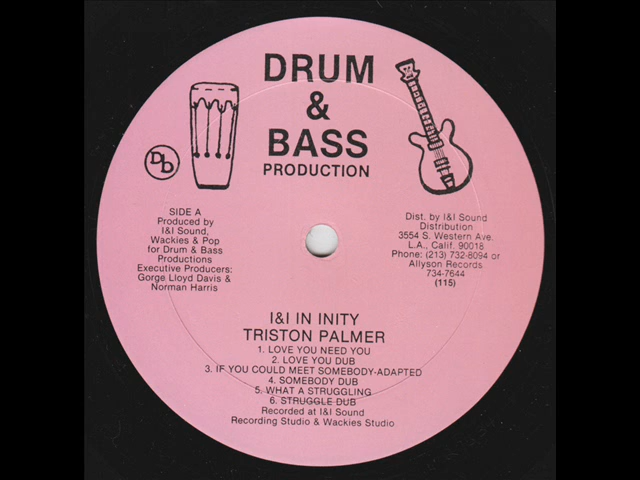 DRUM
&
BASS
PRODUCTION
DD
SIDE A
Produced by
I&I Sound,
Wackies & Pop
for Drum & Bass
Productions
Executive Producers:
Gorge Lloyd Davis &
Norman Harris
Dist. by I&I Sound
Distribution
3554 S. Western Ave.
L.A., Calif. 90018
Phone: (213) 732-8094 or
Allyson Records
734-7644
(115)
I&I IN INITY
TRISTON PALMER
1. LOVE YOU NEED YOU
2. LOVE YOU DUB
3. IF YOU COULD MEET SOMEBODY-ADAPTED
4. SOMEBODY DUB
5. WHAT A STRUGGLING
6. STRUGGLE DUB
Recorded at I&I Sound
Recording Studio & Wackies Studio